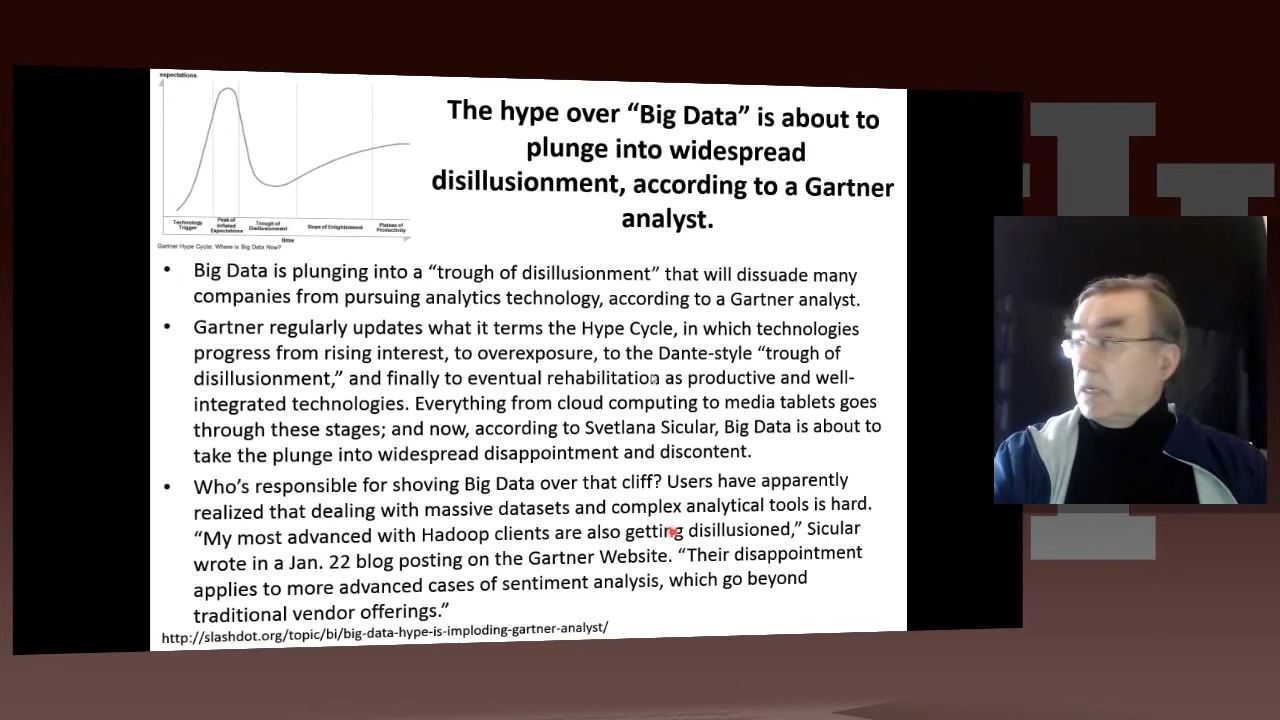 expectations
The hype over “Big Data” is about to
plunge into widespread
disillusionment, according to a Gartner
analyst.
Technology
Trigger
Peak of
Inflated
Expectations
Trough of
Disillusionment
Slope of Enlightenment
Plateau of
Productivity
time
Gartner Hype Cycle: Where is Big Data Now?
• Big Data is plunging into a “trough of disillusionment” that will dissuade many
companies from pursuing analytics technology, according to a Gartner analyst.
• Gartner regularly updates what it terms the Hype Cycle, in which technologies
progress from rising interest, to overexposure, to the Dante-style “trough of
disillusionment,” and finally to eventual rehabilitation as productive and well-
integrated technologies. Everything from cloud computing to media tablets goes
through these stages; and now, according to Svetlana Sicular, Big Data is about to
take the plunge into widespread disappointment and discontent.
• Who’s responsible for shoving Big Data over that cliff? Users have apparently
realized that dealing with massive datasets and complex analytical tools is hard.
“My most advanced with Hadoop clients are also getting disillusioned,” Sicular
wrote in a Jan. 22 blog posting on the Gartner Website. “Their disappointment
applies to more advanced cases of sentiment analysis, which go beyond
traditional vendor offerings.”
http://slashdot.org/topic/bi/big-data-hype-is-imploding-gartner-analyst/